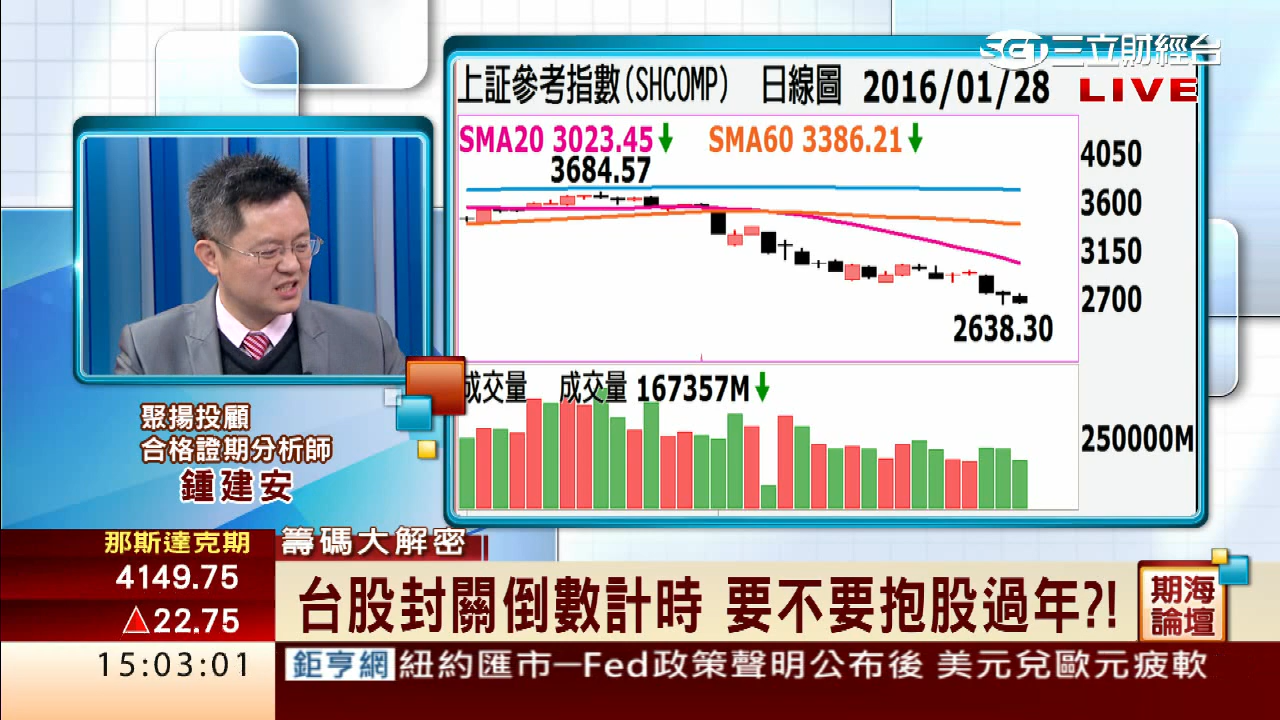 SET三立財經台
LIVE
上証參考指數(SHCOMP) 日線圖 2016/01/28
SMA20 3023.45 SMA60 3386.21
3684.57
4050
3600
3150
2700
2638.30
成交量 成交量 167357M
250000M
聚揚投顧
合格證期分析師
鍾建安
那斯達克期
4149.75
▲22.75
15:03:01
籌碼大解密
台股封關倒數計時 要不要抱股過年?!
期海
論壇
鉅亨網 紐約匯市—Fed政策聲明公布後 美元兌歐元疲軟